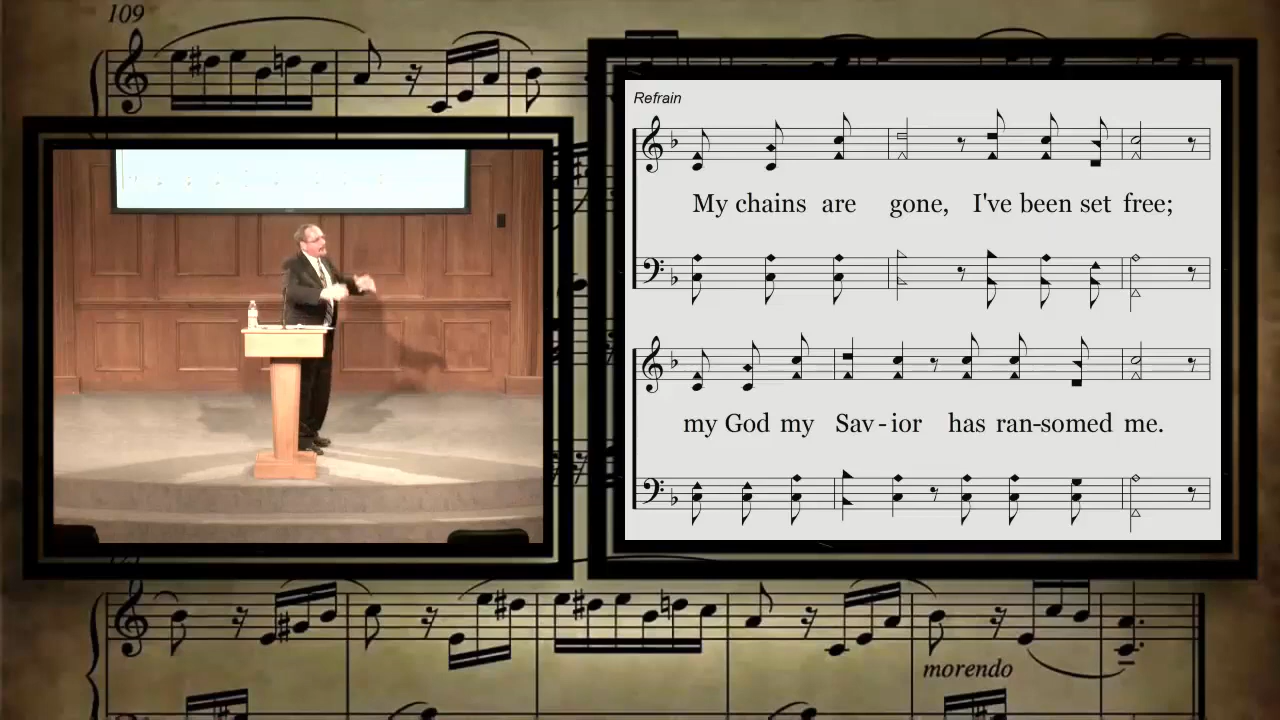 109
Refrain
My chains are gone, I've been set free;
my God my Sav-ior has ran-somed me.
morendo